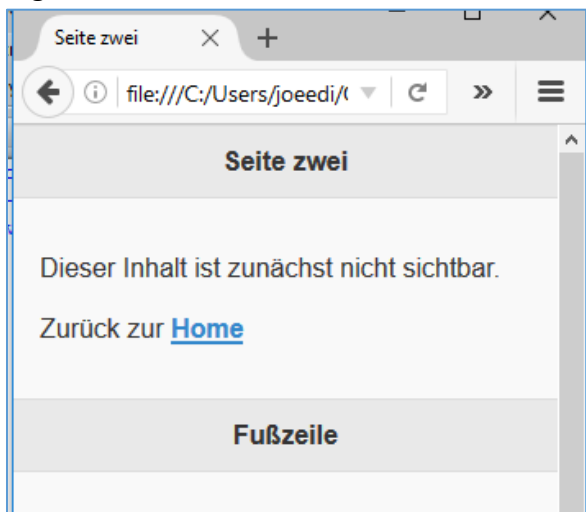 Seite zwei
file:///C:/Users/joeedi/
Seite zwei
Dieser Inhalt ist zunächst nicht sichtbar.
Zurück zur Home
Fußzeile